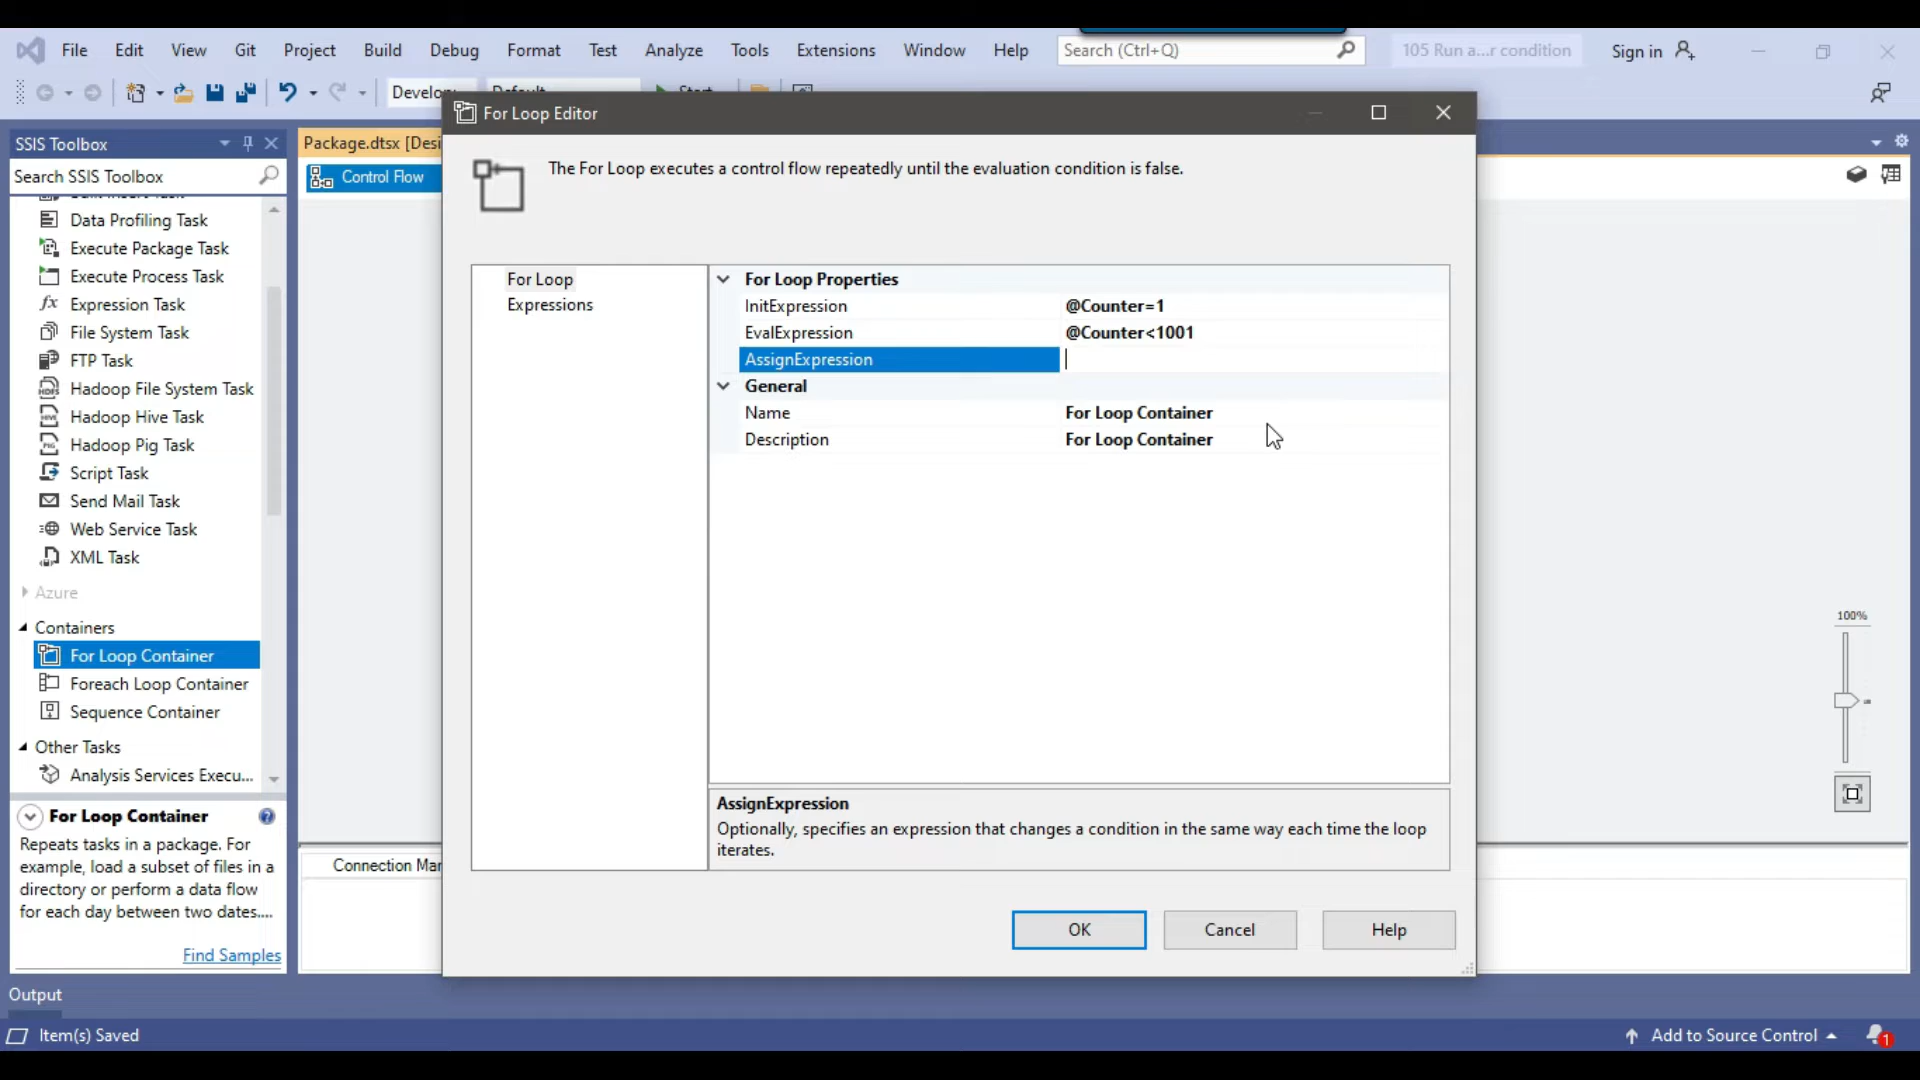 File Edit View Git Project Build Debug Format Test Analyze Tools Extensions Window Help Search (Ctrl+Q) 105 Run a...r condition Sign in
Develop Default Start
For Loop Editor
SSIS Toolbox
Search SSIS Toolbox
Data Profiling Task
Execute Package Task
Execute Process Task
Expression Task
File System Task
FTP Task
Hadoop File System Task
Hadoop Hive Task
Hadoop Pig Task
Script Task
Send Mail Task
Web Service Task
XML Task
Azure
Containers
For Loop Container
Foreach Loop Container
Sequence Container
Other Tasks
Analysis Services Execu...
For Loop Container
Repeats tasks in a package. For
example, load a subset of files in a
directory or perform a data flow
for each day between two dates....
Find Samples
Package.dtsx [Desi
Control Flow
The For Loop executes a control flow repeatedly until the evaluation condition is false.
For Loop
Expressions
For Loop Properties
InitExpression @Counter=1
EvalExpression @Counter<1001
AssignExpression
General
Name For Loop Container
Description For Loop Container
AssignExpression
Optionally, specifies an expression that changes a condition in the same way each time the loop
iterates.
OK Cancel Help
100%
Connection Mar
Output
Item(s) Saved
Add to Source Control 1